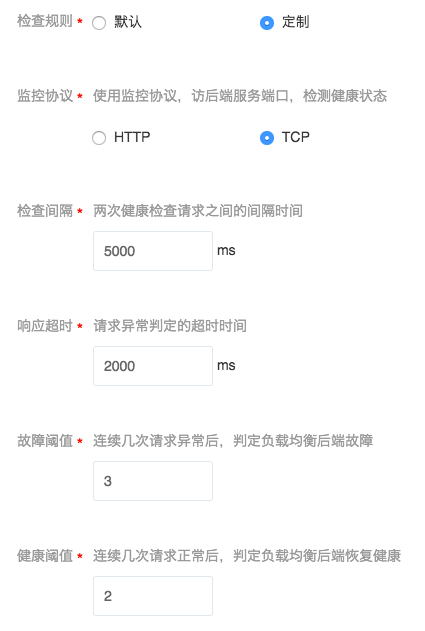 检查规则 * 默认 定制
监控协议 * 使用监控协议，访后端服务端口，检测健康状态
HTTP TCP
检查间隔 * 两次健康检查请求之间的间隔时间
5000 ms
响应超时 * 请求异常判定的超时时间
2000 ms
故障阈值 * 连续几次请求异常后，判定负载均衡后端故障
3
健康阈值 * 连续几次请求正常后，判定负载均衡后端恢复健康
2